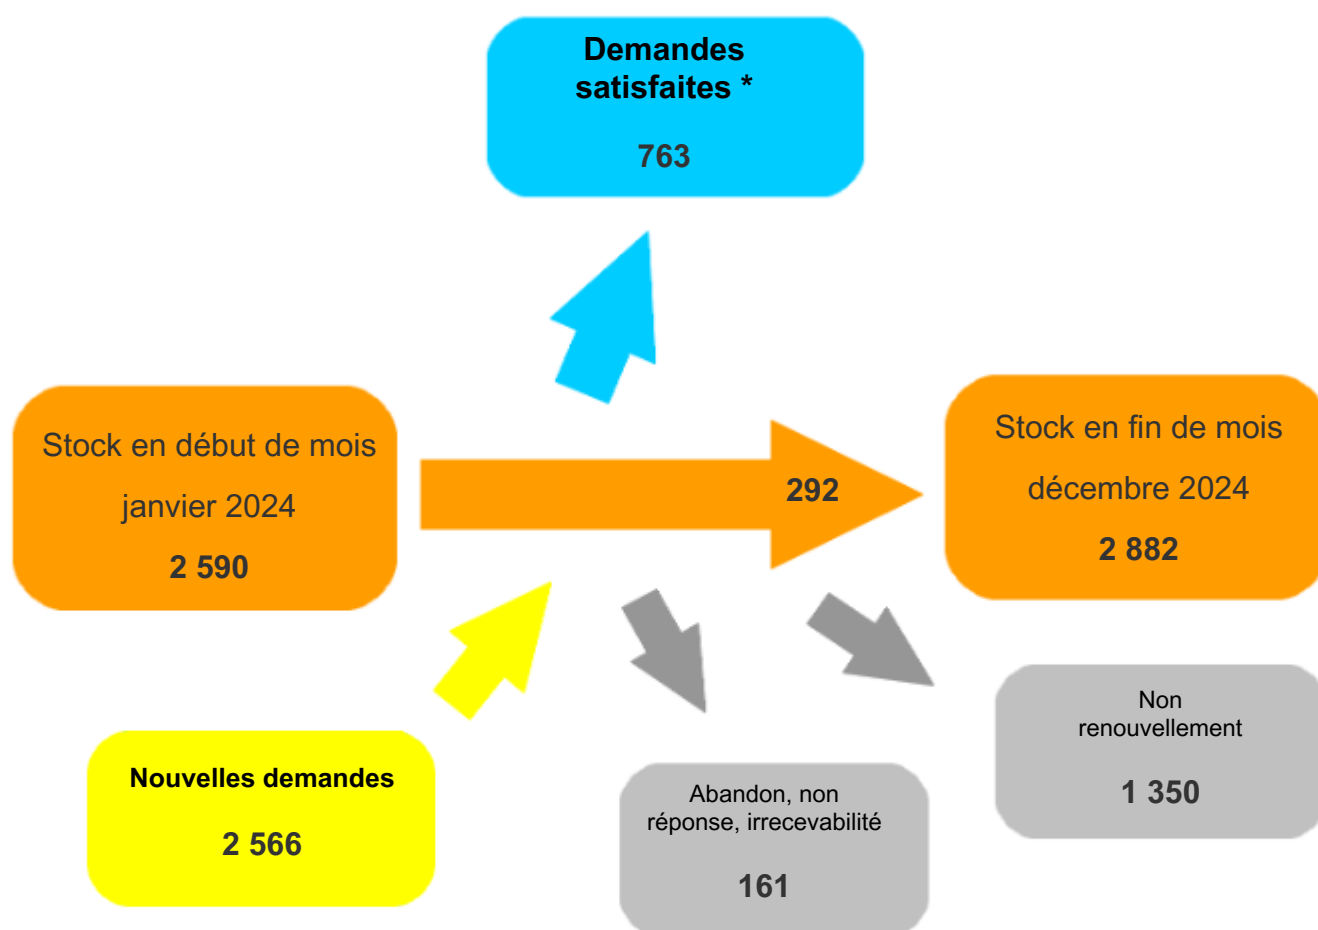 Demandes
satisfaites *
763
Stock en début de mois
janvier 2024
2 590
292
Stock en fin de mois
décembre 2024
2 882
Nouvelles demandes
2 566
Abandon, non
réponse, irrecevabilité
161
Non
renouvellement
1 350